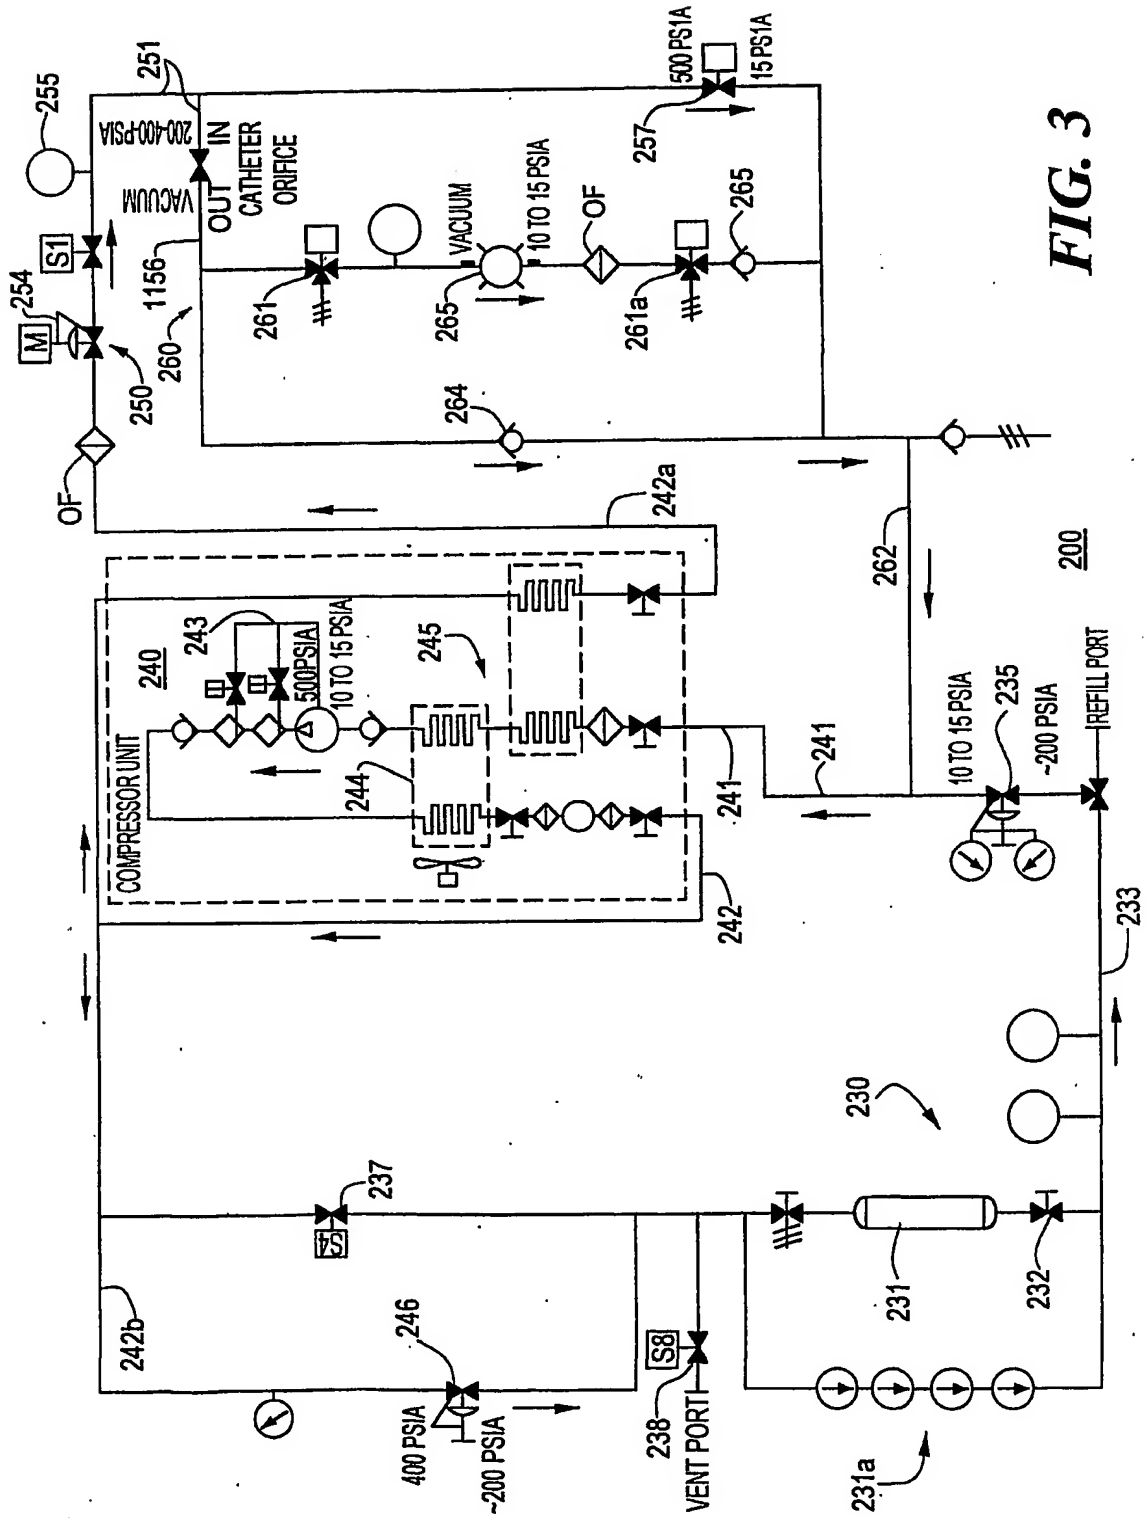 255
251
200-400-PSIA
VACUUM
IN
OUT
CATHETER
ORIFICE
S1
254
M
250
1156
260
261
265
VACUUM
10 TO 15 PSIA
OF
261a
265
257
500 PS1A
15 PS1A
FIG. 3
OF
264
242a
262
200
240
243
500PSIA
10 TO 15 PSIA
245
244
COMPRESSOR UNIT
241
241
242
10 TO 15 PSIA
235
~200 PSIA
REFILL PORT
233
230
237
S4
242b
246
400 PSIA
~200 PSIA
S8
238
VENT PORT
231
232
231a